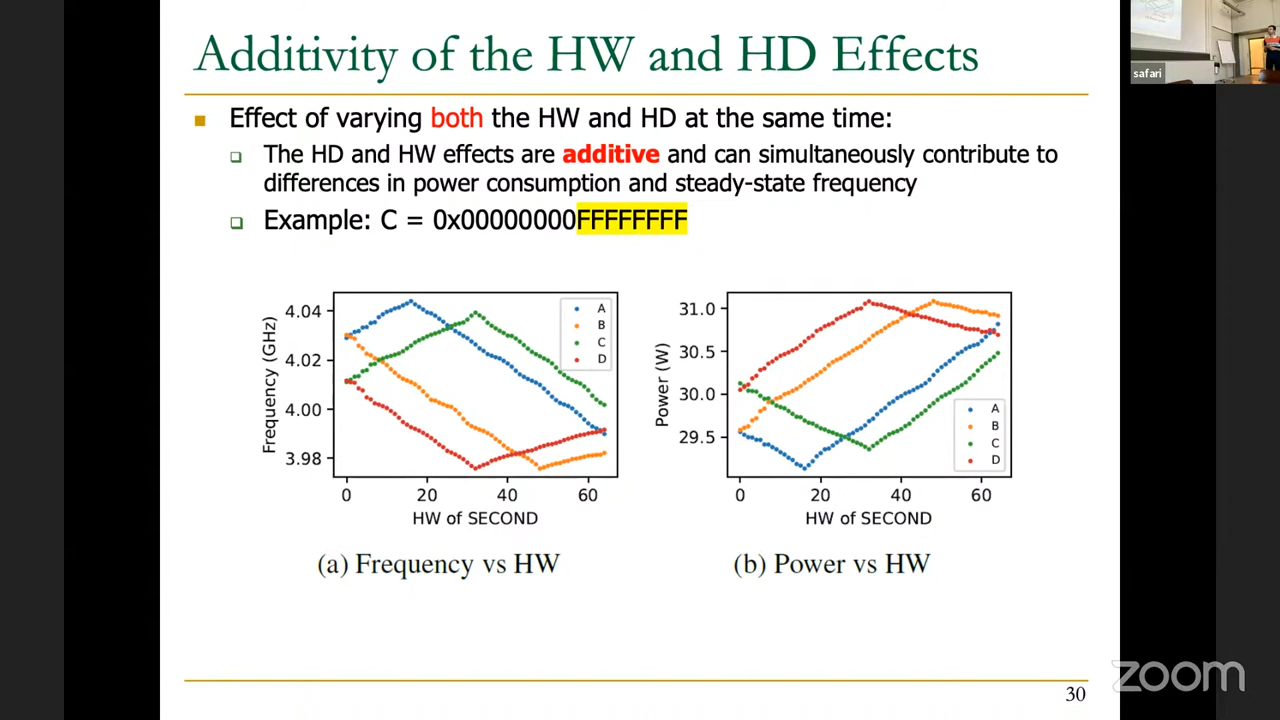 Additivity of the HW and HD Effects
safari
Effect of varying both the HW and HD at the same time:
The HD and HW effects are additive and can simultaneously contribute to
differences in power consumption and steady-state frequency
Example: C = 0x00000000FFFFFFFF
4.04
4.02
4.00
3.98
Frequency (GHz)
0 20 40 60
HW of SECOND
A
B
C
D
(a) Frequency vs HW
31.0
30.5
30.0
29.5
Power (W)
0 20 40 60
HW of SECOND
A
B
C
D
(b) Power vs HW
30
zoom